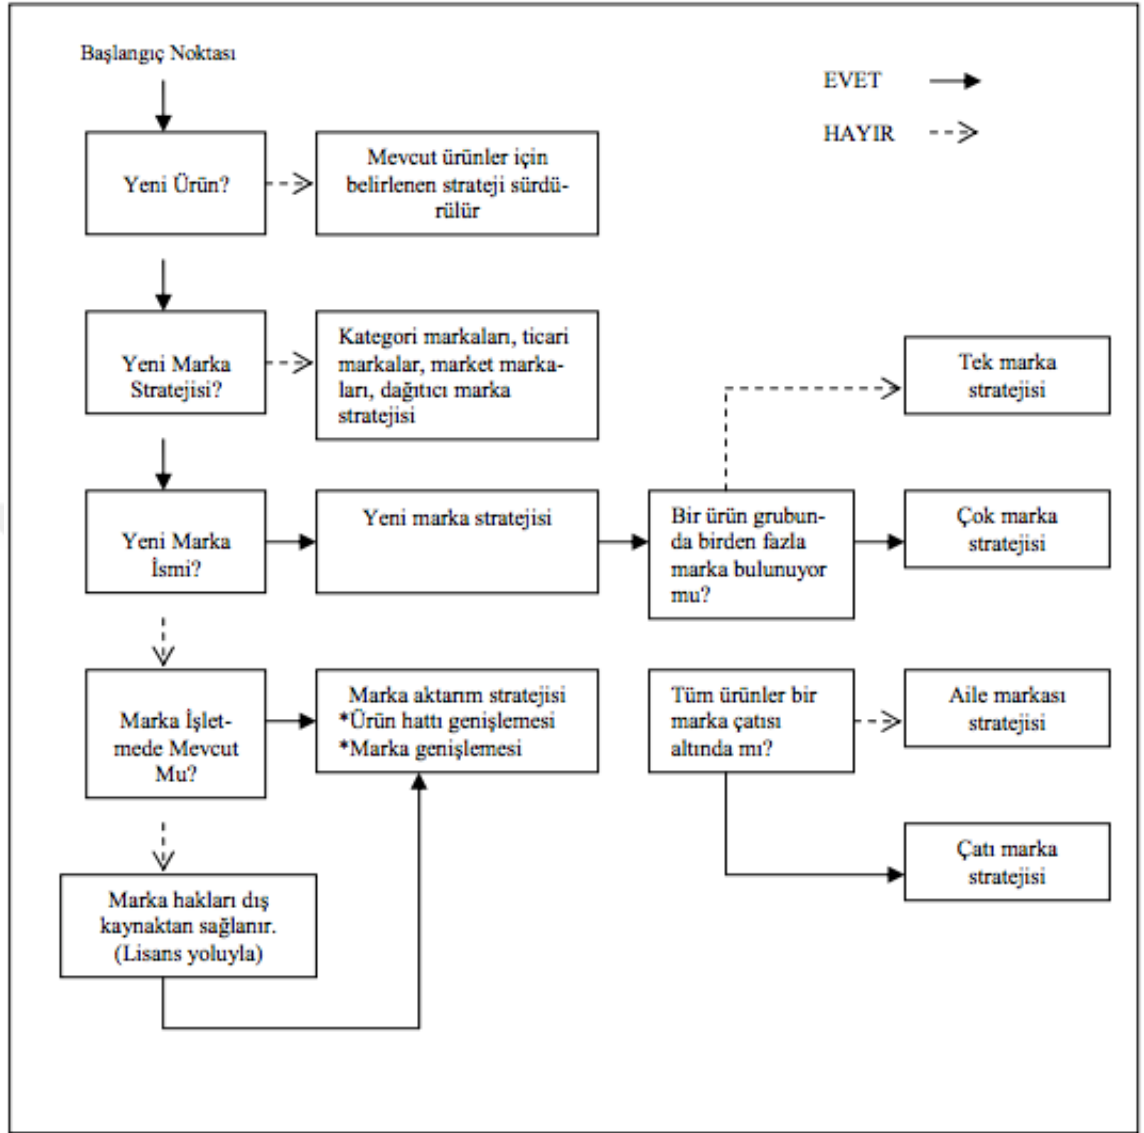 Başlangıç Noktası
EVET
HAYIR
Yeni Ürün?
Mevcut ürünler için
belirlenen strateji sürdü-
rülür
Yeni Marka
Stratejisi?
Kategori markaları, ticari
markalar, market marka-
ları, dağıtıcı marka
stratejisi
Tek marka
stratejisi
Yeni Marka
İsmi?
Yeni marka stratejisi
Bir ürün grubun-
da birden fazla
marka bulunuyor
mu?
Çok marka
stratejisi
Marka İşlet-
mede Mevcut
Mu?
Marka aktarım stratejisi
*Ürün hattı genişlemesi
*Marka genişlemesi
Tüm ürünler bir
marka çatısı
altında mı?
Aile markası
stratejisi
Çatı marka
stratejisi
Marka hakları dış
kaynaktan sağlanır.
(Lisans yoluyla)